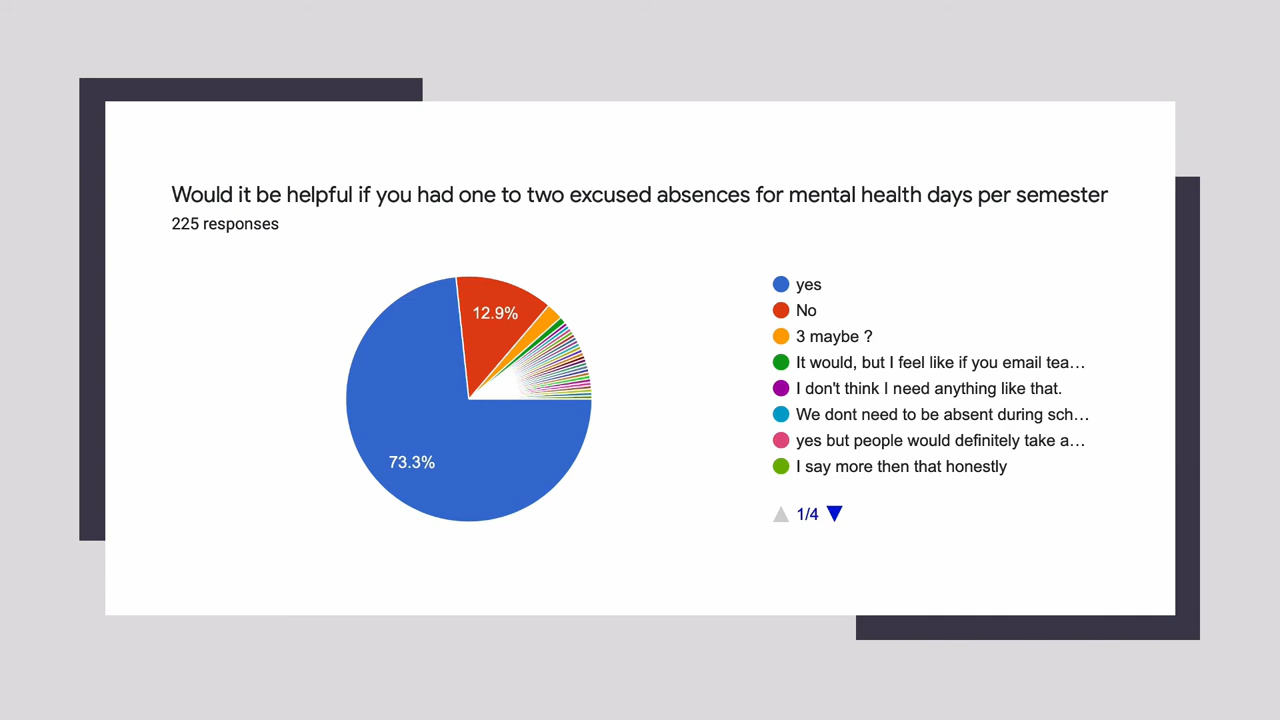 Would it be helpful if you had one to two excused absences for mental health days per semester
225 responses
12.9%
73.3%
yes
No
3 maybe ?
It would, but I feel like if you email tea…
I don't think I need anything like that.
We dont need to be absent during sch…
yes but people would definitely take a…
I say more then that honestly
1/4